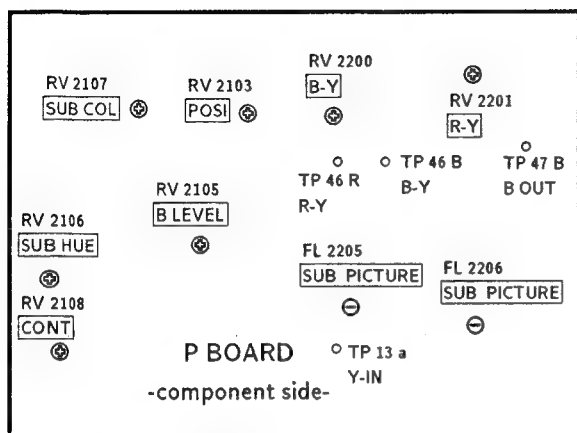 RV 2107
SUB COL
RV 2103
POSI
RV 2200
B-Y
RV 2201
R-Y
TP 46 R
R-Y
TP 46 B
B-Y
TP 47 B
B OUT
RV 2105
B LEVEL
RV 2106
SUB HUE
FL 2205
SUB PICTURE
FL 2206
SUB PICTURE
RV 2108
CONT
P BOARD
-component side-
TP 13 a
Y-IN